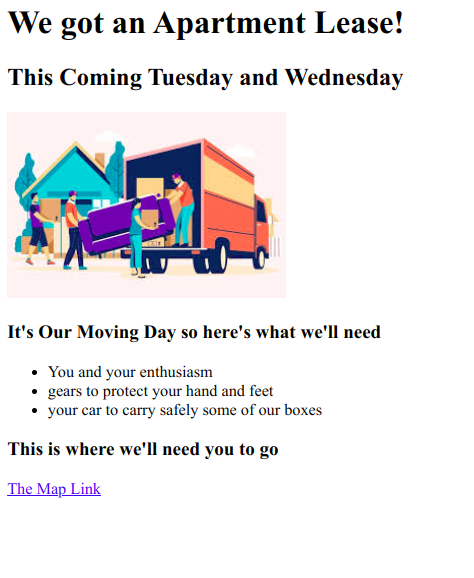 We got an Apartment Lease!
This Coming Tuesday and Wednesday
It's Our Moving Day so here's what we'll need
• You and your enthusiasm
• gears to protect your hand and feet
• your car to carry safely some of our boxes
This is where we'll need you to go
The Map Link